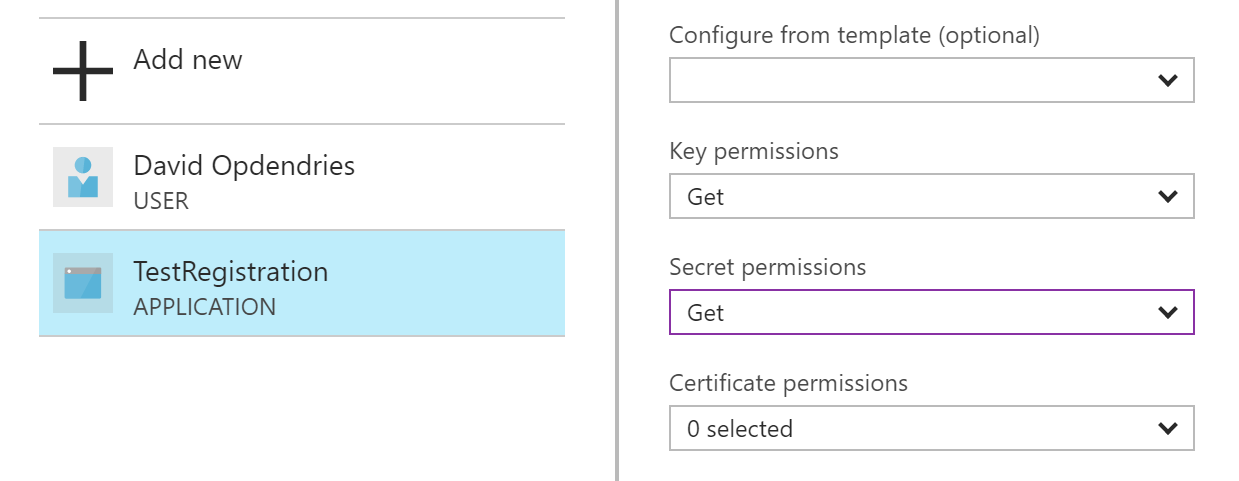 Add new
David Opdendries
USER
TestRegistration
APPLICATION
Configure from template (optional)
Key permissions
Get
Secret permissions
Get
Certificate permissions
0 selected